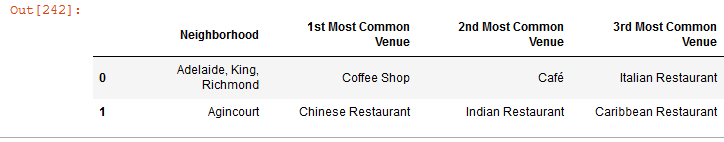 Out[242]:
Neighborhood 1st Most Common Venue 2nd Most Common Venue 3rd Most Common Venue
0 Adelaide, King, Richmond Coffee Shop Café Italian Restaurant
1 Agincourt Chinese Restaurant Indian Restaurant Caribbean Restaurant